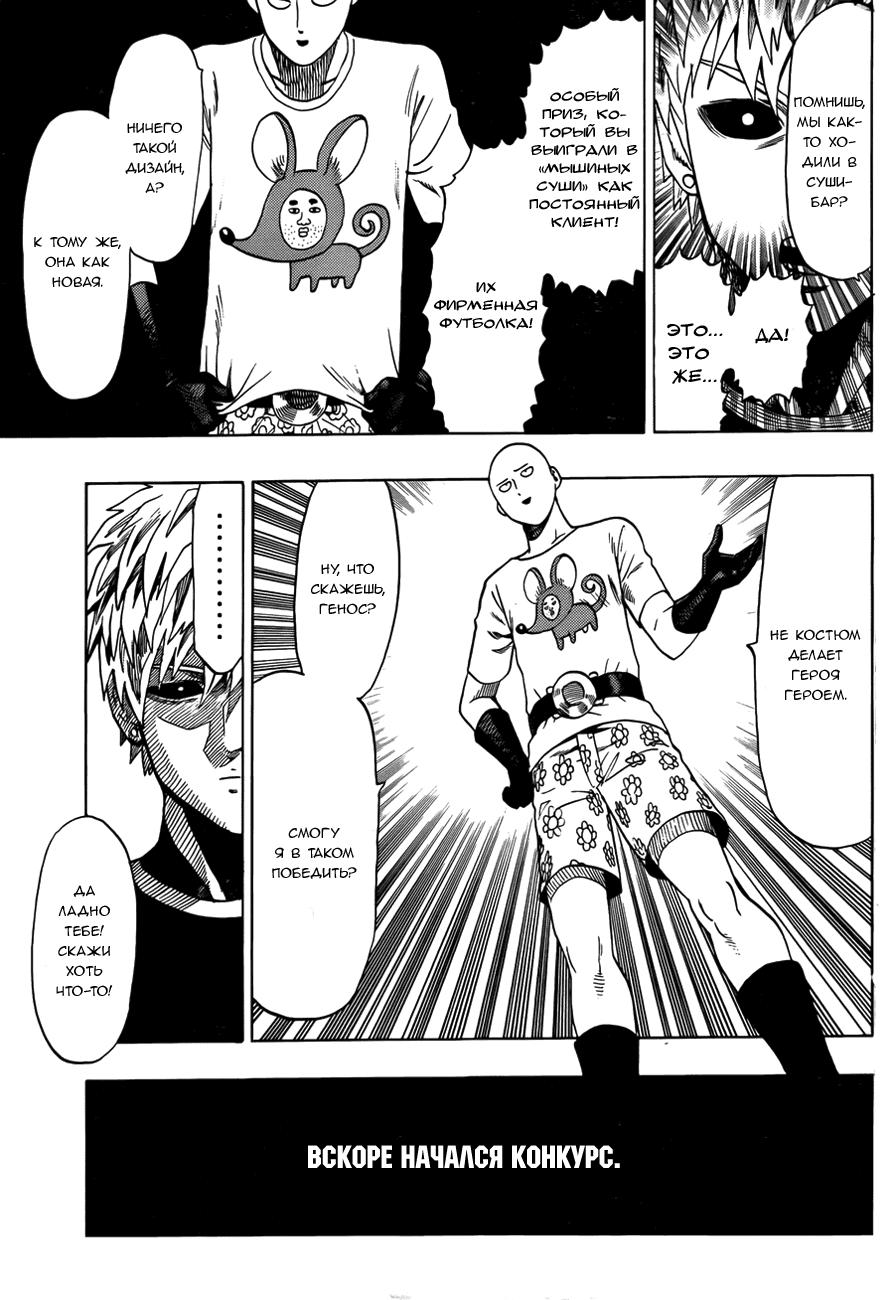 ПОМНИШЬ,
МЫ КАК-
ТО ХО-
ДИЛИ В
СУШИ-
БАР?
ДА!
ЭТО...
ЭТО
ЖЕ...
ОСОБЫЙ
ПРИЗ, КО-
ТОРЫЙ ВЫ
ВЫИГРАЛИ В
«МЫШИНЫХ
СУШИ» КАК
ПОСТОЯННЫЙ
КЛИЕНТ!
ИХ
ФИРМЕННАЯ
ФУТБОЛКА!
НИЧЕГО
ТАКОЙ
ДИЗАЙН,
А?
К ТОМУ ЖЕ,
ОНА КАК
НОВАЯ.
НЕ КОСТЮМ
ДЕЛАЕТ
ГЕРОЯ
ГЕРОЕМ.
НУ, ЧТО
СКАЖЕШЬ,
ГЕНОС?
СМОГУ
Я В ТАКОМ
ПОБЕДИТЬ?
.........
ДА
ЛАДНО
ТЕБЕ!
СКАЖИ
ХОТЬ
ЧТО-ТО!
ВСКОРЕ НАЧАЛСЯ КОНКУРС.